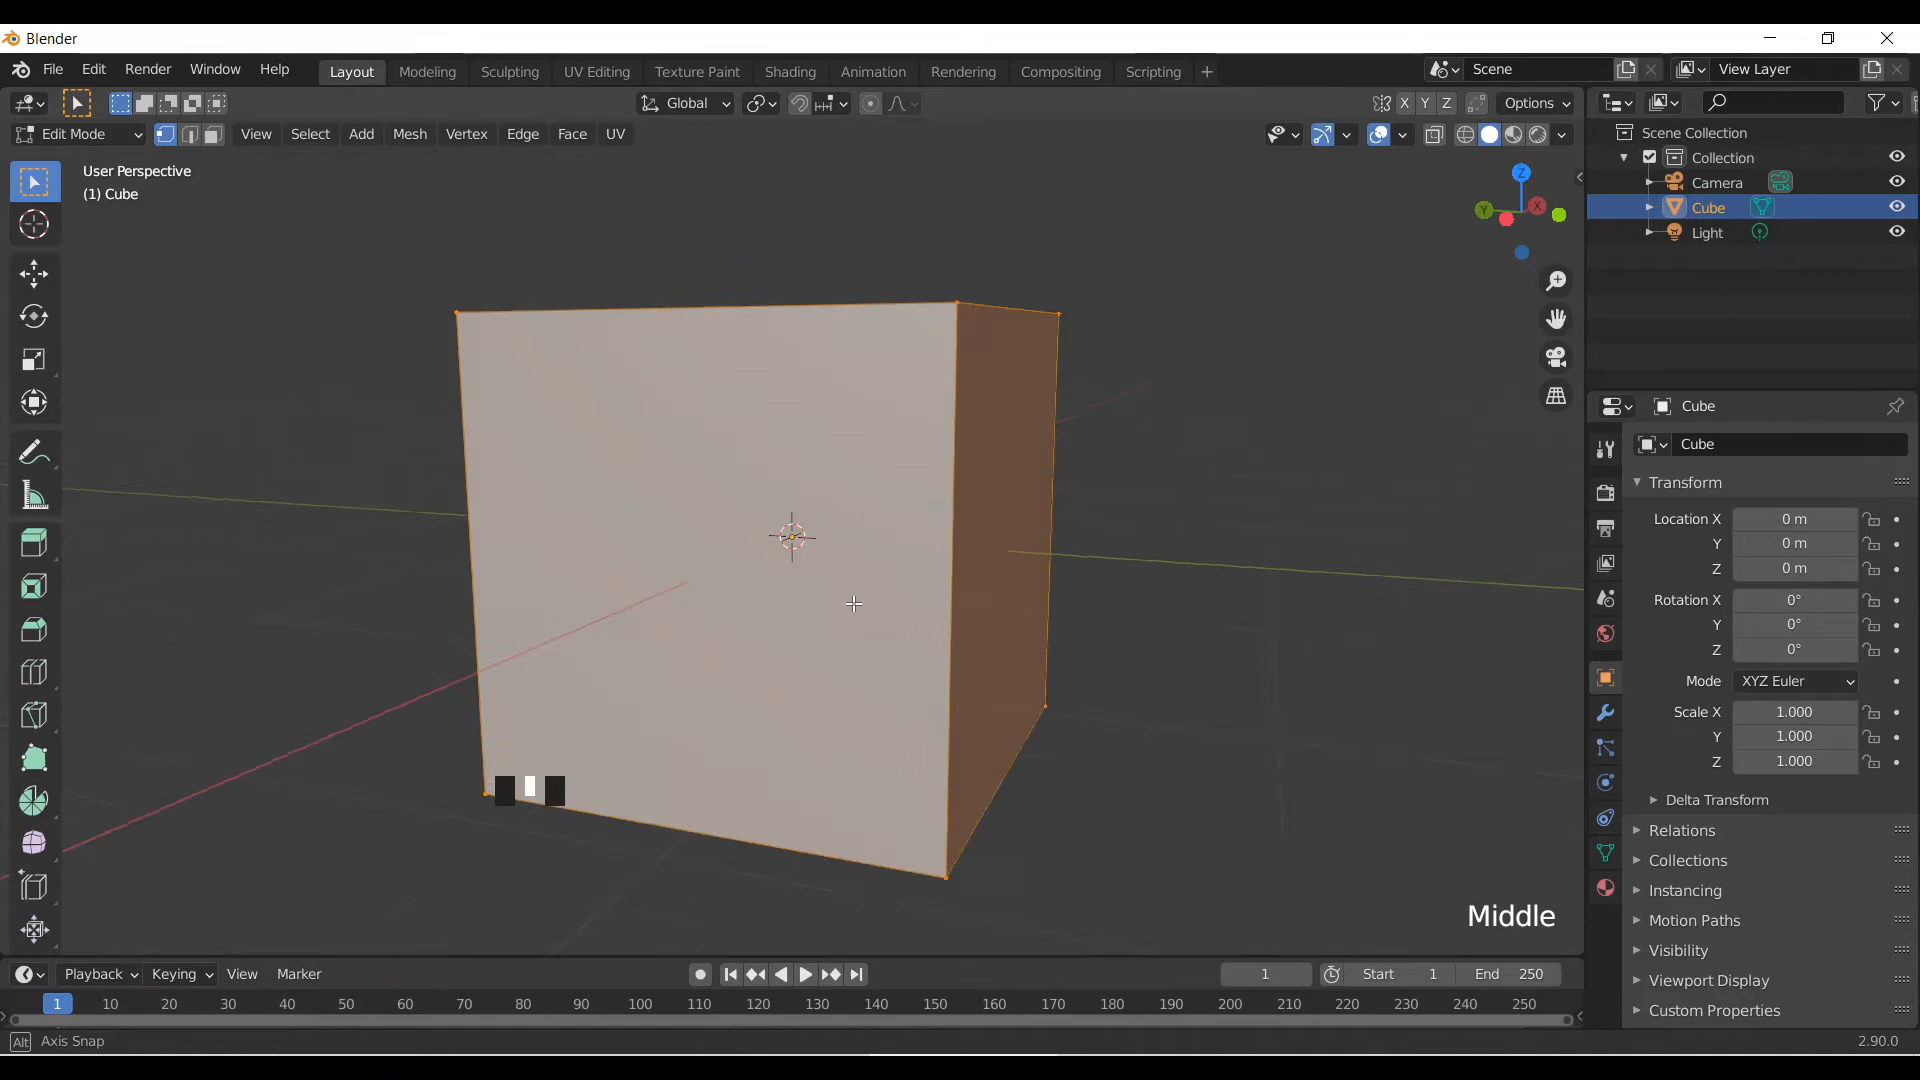 Blender
File Edit Render Window Help
Layout Modeling Sculpting UV Editing Texture Paint Shading Animation Rendering Compositing Scripting +
Scene
View Layer
Global
X Y Z
Options
Edit Mode
View Select Add Mesh Vertex Edge Face UV
User Perspective
(1) Cube
Z
Y
X
Scene Collection
Collection
Camera
Cube
Light
Cube
Cube
Transform
Location X 0 m
Y 0 m
Z 0 m
Rotation X 0°
Y 0°
Z 0°
Mode XYZ Euler
Scale X 1.000
Y 1.000
Z 1.000
Delta Transform
Relations
Collections
Instancing
Motion Paths
Visibility
Viewport Display
Custom Properties
Middle
Playback Keying View Marker
1
Start 1
End 250
1 10 20 30 40 50 60 70 80 90 100 110 120 130 140 150 160 170 180 190 200 210 220 230 240 250
Alt Axis Snap
2.90.0